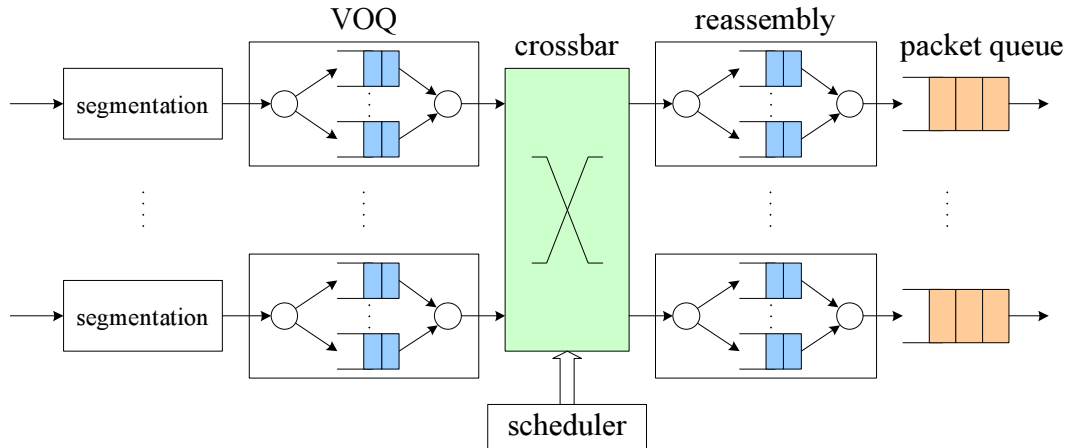 VOQ
crossbar
reassembly
packet queue
segmentation
segmentation
scheduler